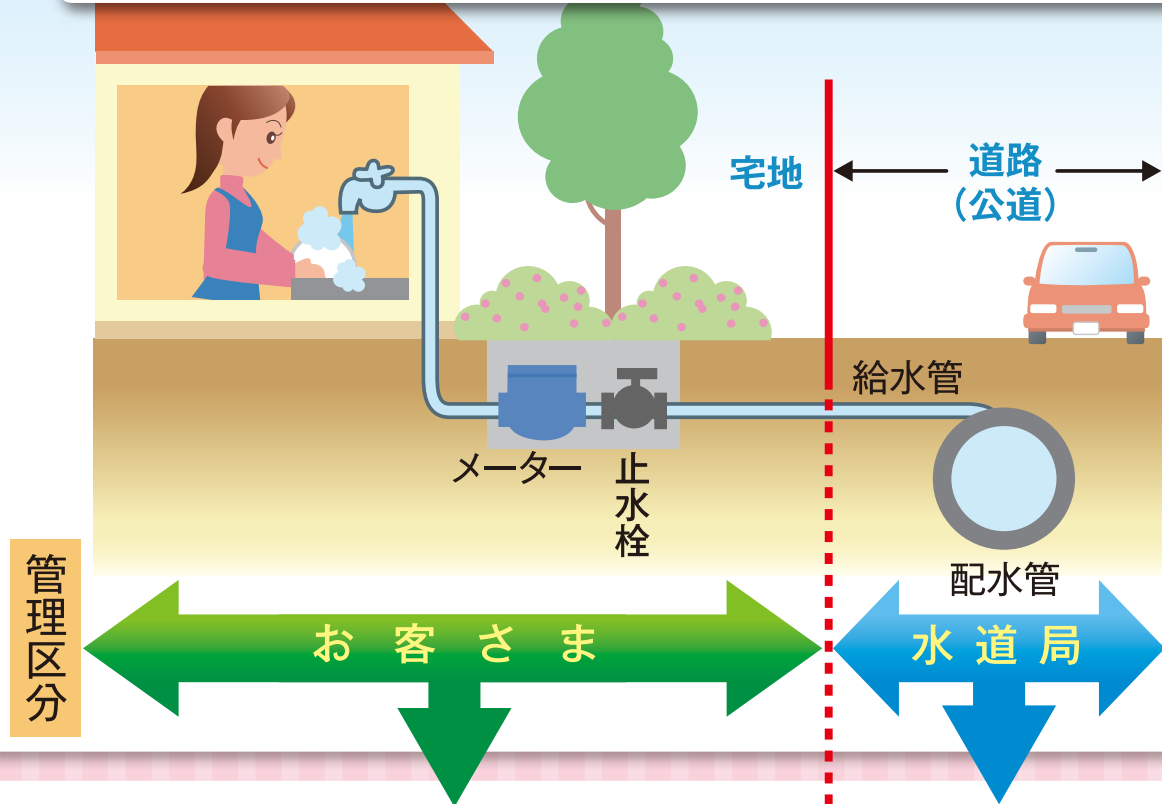 宅地
道路
（公道）
給水管
メーター
止水栓
配水管
管理区分
お客さま
水道局